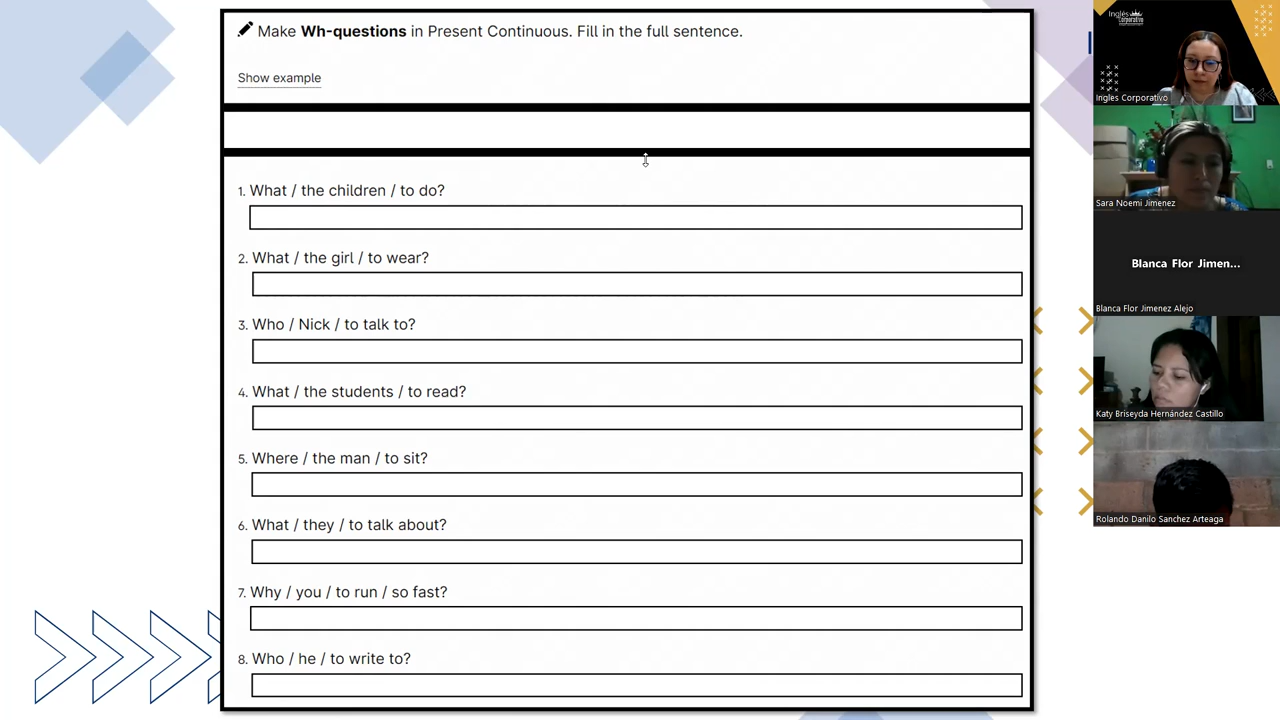 Make Wh-questions in Present Continuous. Fill in the full sentence.
Show example
1. What / the children / to do?
2. What / the girl / to wear?
3. Who / Nick / to talk to?
4. What / the students / to read?
5. Where / the man / to sit?
6. What / they / to talk about?
7. Why / you / to run / so fast?
8. Who / he / to write to?
Inglés
Corporativo
Ingles Corporativo
Sara Noemi Jimenez
Blanca Flor Jimen...
Blanca Flor Jimenez Alejo
Katy Briseyda Hernández Castillo
Rolando Danilo Sanchez Arteaga